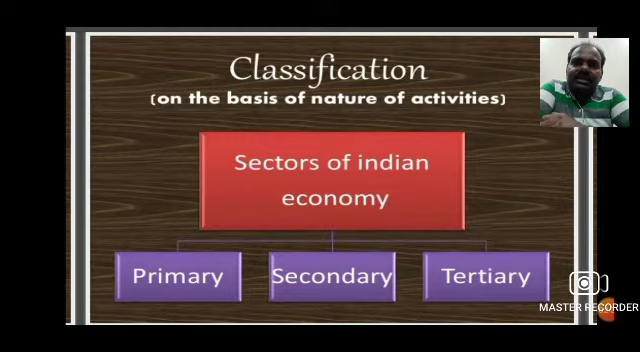 Classification
(on the basis of nature of activities)
Sectors of indian
economy
Primary
Secondary
Tertiary
MASTER RECORDER